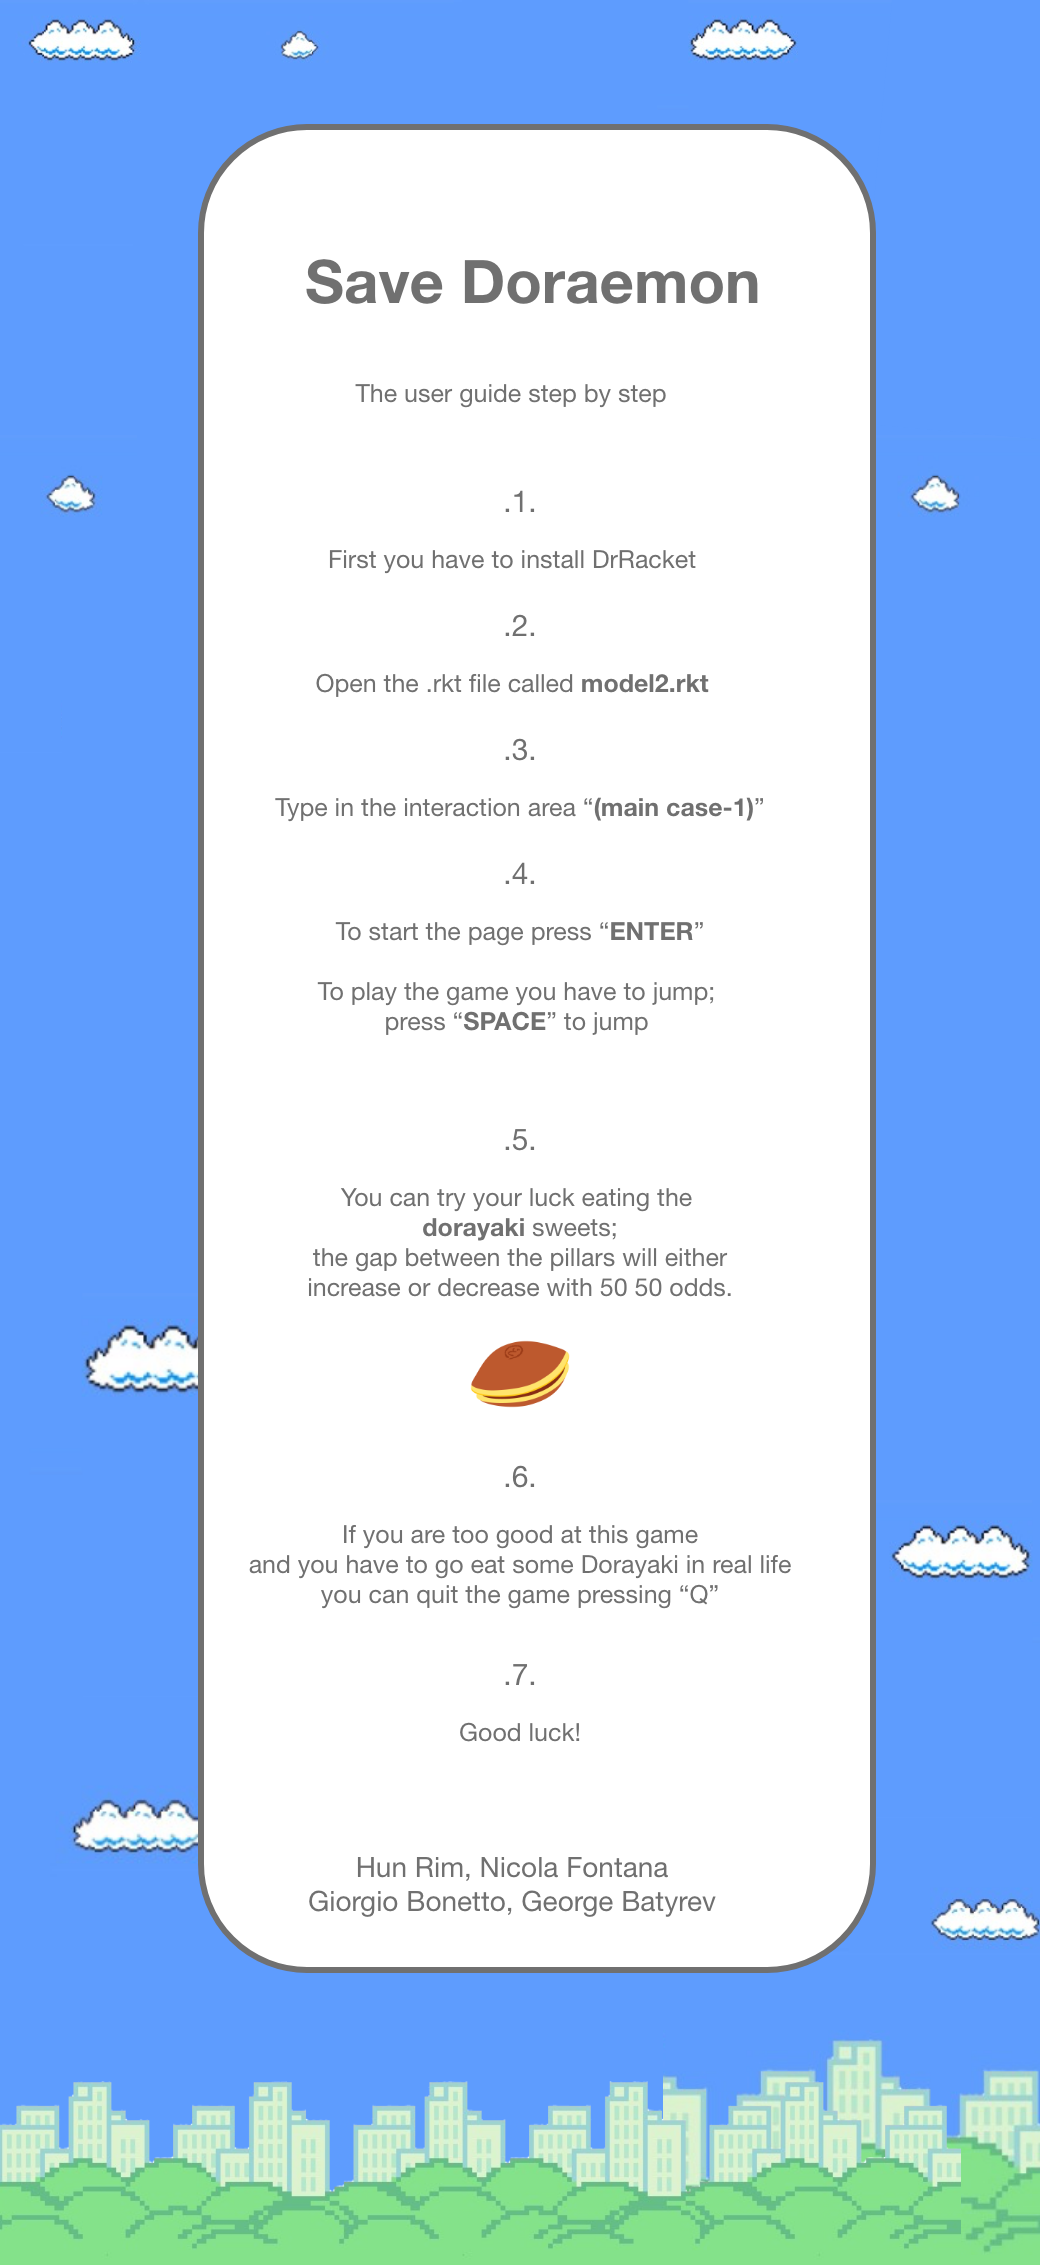 Save Doraemon
The user guide step by step
.1.
First you have to install DrRacket
.2.
Open the .rkt file called model2.rkt
.3.
Type in the interaction area “(main case-1)”
.4.
To start the page press “ENTER”
To play the game you have to jump;
press “SPACE” to jump
.5.
You can try your luck eating the
dorayaki sweets;
the gap between the pillars will either
increase or decrease with 50 50 odds.
.6.
If you are too good at this game
and you have to go eat some Dorayaki in real life
you can quit the game pressing “Q”
.7.
Good luck!
Hun Rim, Nicola Fontana
Giorgio Bonetto, George Batyrev